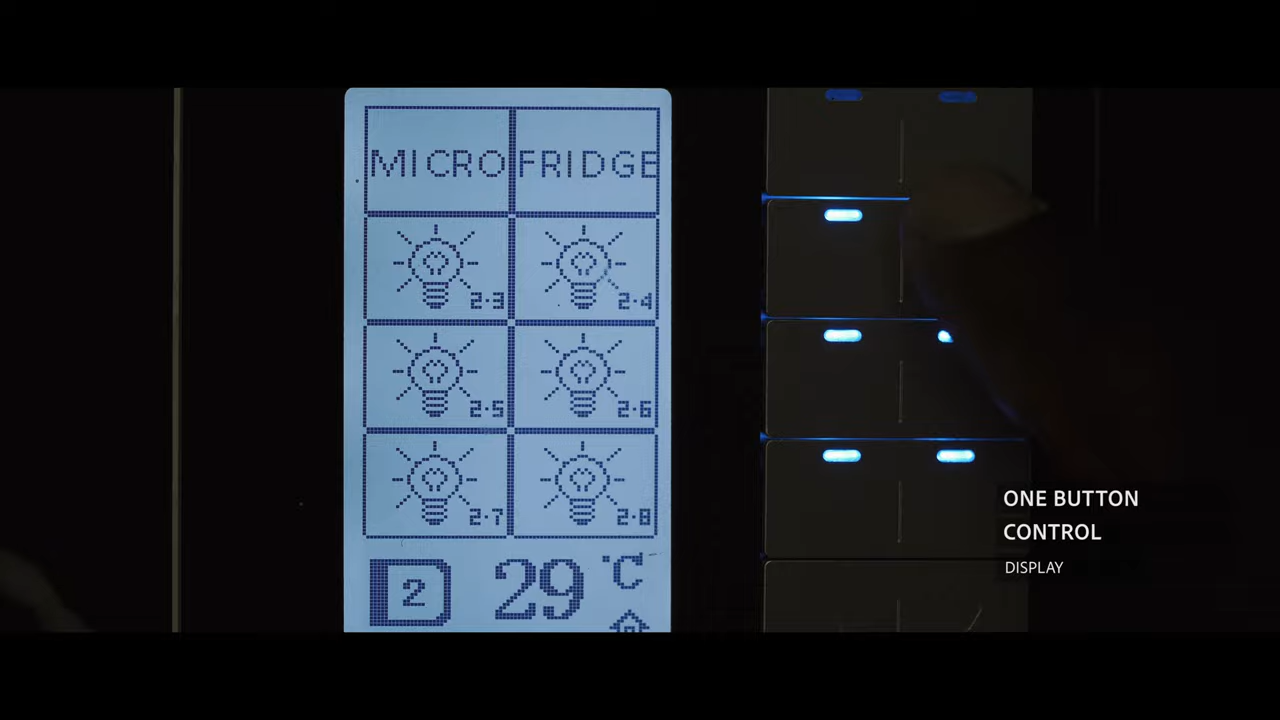 MICRO FRIDGE
2·3 2·4
2·5 2·6
2·7 2·8
2 29 °C
ONE BUTTON
CONTROL
DISPLAY